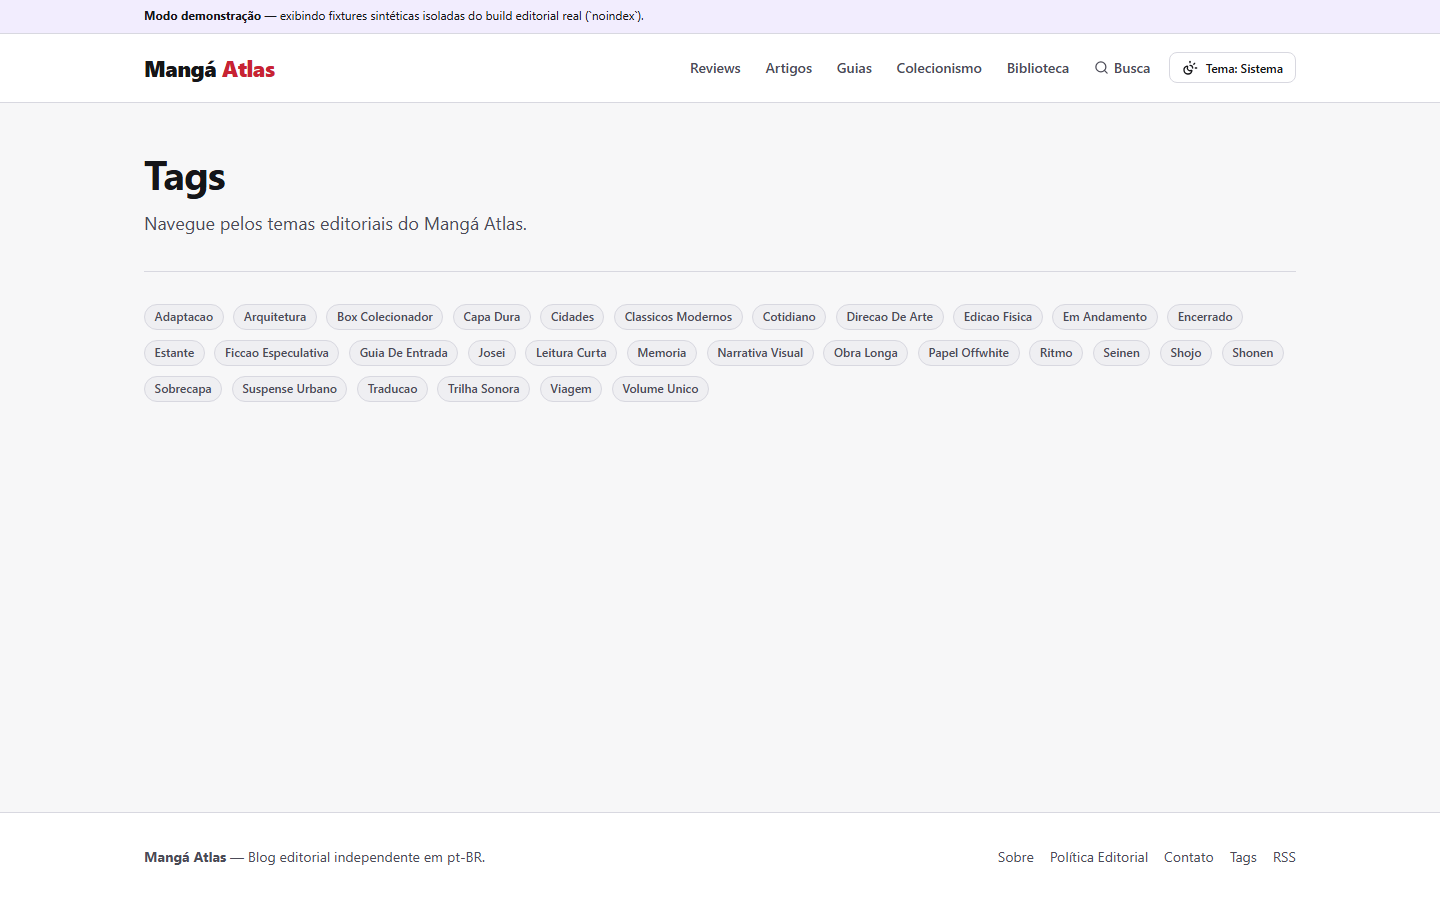 Modo demonstração — exibindo fixtures sintéticas isoladas do build editorial real (`noindex`).
Mangá Atlas
Reviews Artigos Guias Colecionismo Biblioteca Busca Tema: Sistema
Tags
Navegue pelos temas editoriais do Mangá Atlas.
Adaptacao Arquitetura Box Colecionador Capa Dura Cidades Classicos Modernos Cotidiano Direcao De Arte Edicao Fisica Em Andamento Encerrado
Estante Ficcao Especulativa Guia De Entrada Josei Leitura Curta Memoria Narrativa Visual Obra Longa Papel Offwhite Ritmo Seinen Shojo Shonen
Sobrecapa Suspense Urbano Traducao Trilha Sonora Viagem Volume Unico
Mangá Atlas — Blog editorial independente em pt-BR.
Sobre Política Editorial Contato Tags RSS